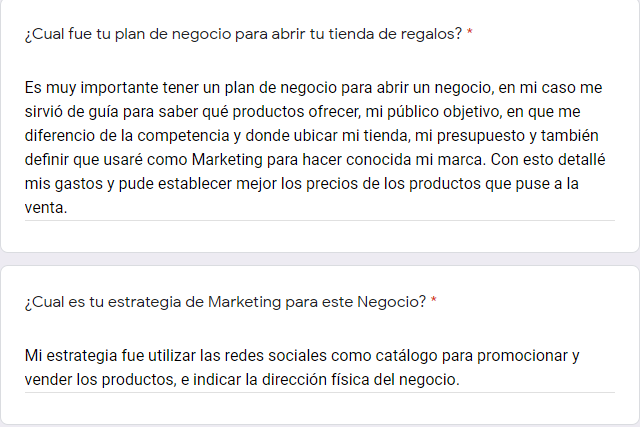 ¿Cual fue tu plan de negocio para abrir tu tienda de regalos? *
Es muy importante tener un plan de negocio para abrir un negocio, en mi caso me
sirvió de guía para saber qué productos ofrecer, mi público objetivo, en que me
diferencio de la competencia y donde ubicar mi tienda, mi presupuesto y también
definir que usaré como Marketing para hacer conocida mi marca. Con esto detallé
mis gastos y pude establecer mejor los precios de los productos que puse a la
venta.
¿Cual es tu estrategia de Marketing para este Negocio? *
Mi estrategia fue utilizar las redes sociales como catálogo para promocionar y
vender los productos, e indicar la dirección física del negocio.